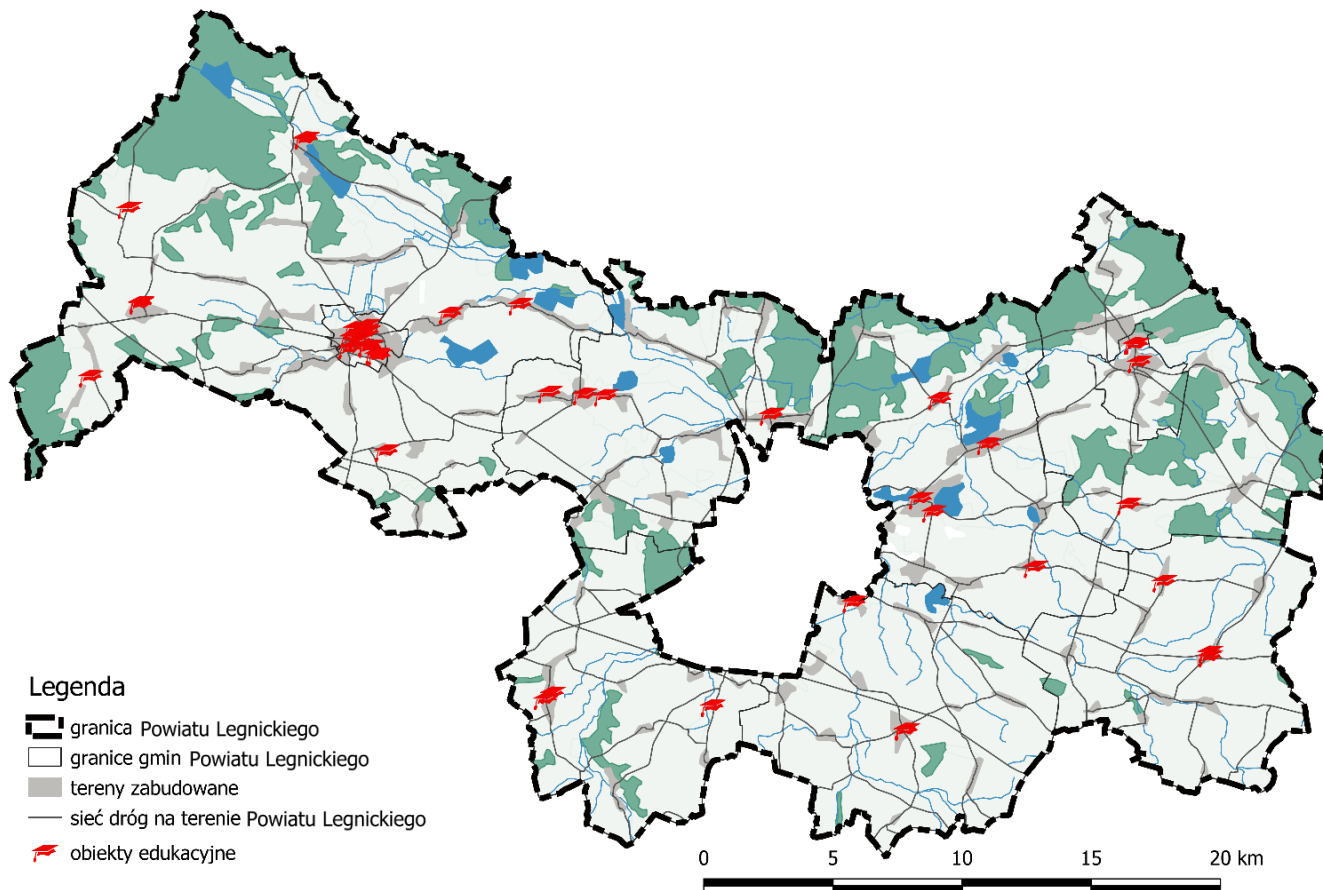 Legenda
granica Powiatu Legnickiego
granice gmin Powiatu Legnickiego
tereny zabudowane
sieć dróg na terenie Powiatu Legnickiego
obiekty edukacyjne
0 5 10 15 20 km